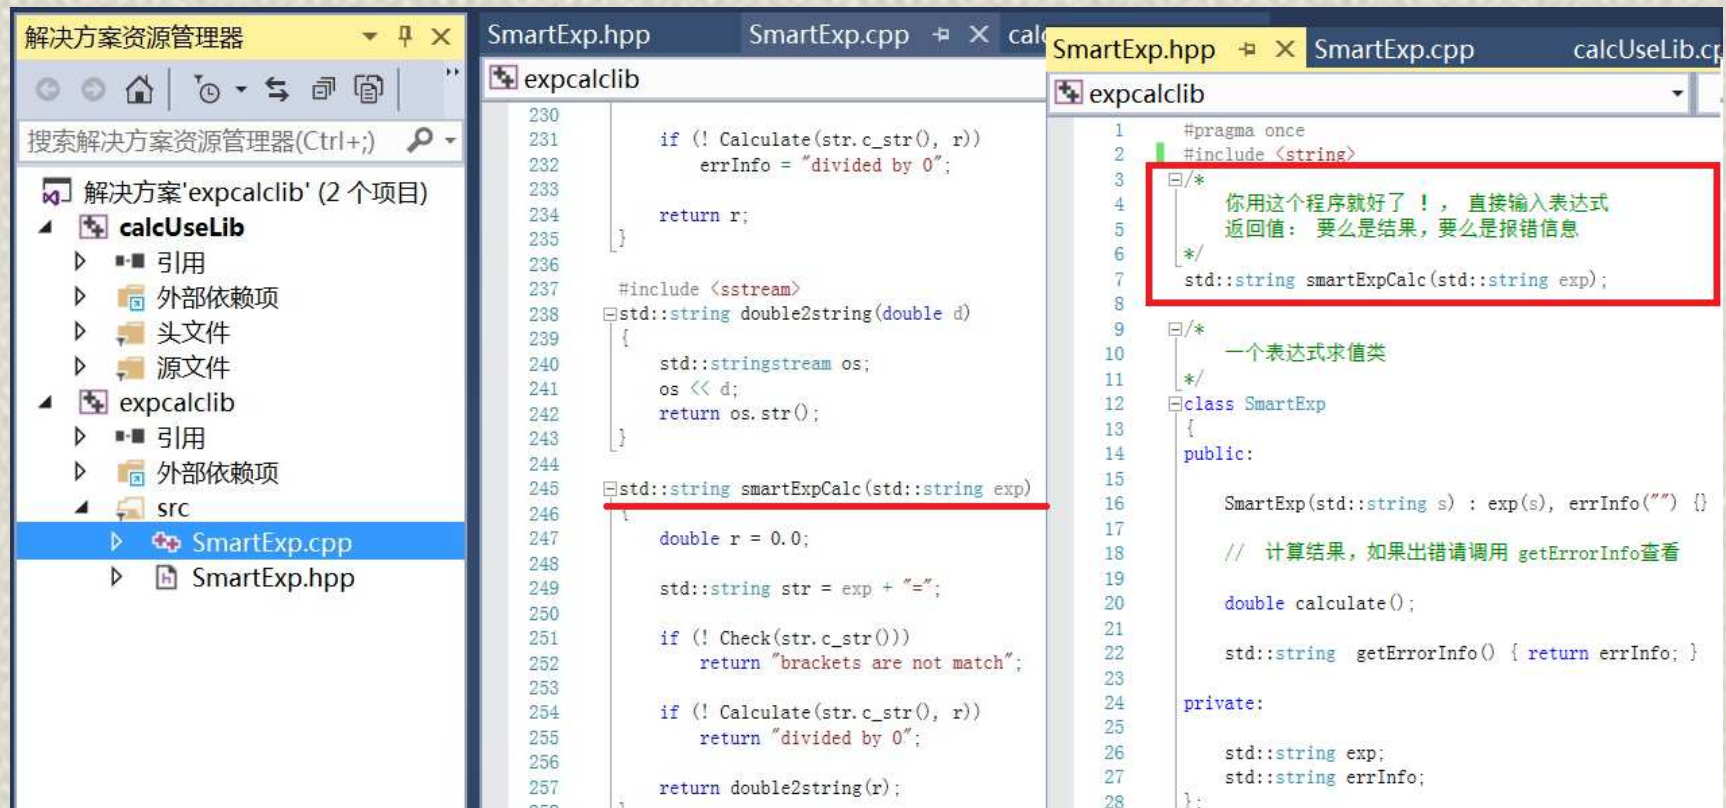 解决方案资源管理器
搜索解决方案资源管理器(Ctrl+;)
解决方案'expcalclib' (2 个项目)
calcUseLib
引用
外部依赖项
头文件
源文件
expcalclib
引用
外部依赖项
src
SmartExp.cpp
SmartExp.hpp
SmartExp.hpp SmartExp.cpp calc
expcalclib
230
231 if (! Calculate(str.c_str(), r))
232 errInfo = "divided by 0";
233
234 return r;
235 }
236
237 #include <sstream>
238 std::string double2string(double d)
239 {
240 std::stringstream os;
241 os << d;
242 return os.str();
243 }
244
245 std::string smartExpCalc(std::string exp)
246 {
247 double r = 0.0;
248
249 std::string str = exp + "=";
250
251 if (! Check(str.c_str()))
252 return "brackets are not match";
253
254 if (! Calculate(str.c_str(), r))
255 return "divided by 0";
256
257 return double2string(r);
SmartExp.hpp SmartExp.cpp calcUseLib.cp
expcalclib
1 #pragma once
2 #include <string>
3 /*
4 你用这个程序就好了 ！， 直接输入表达式
5 返回值： 要么是结果，要么是报错信息
6 */
7 std::string smartExpCalc(std::string exp);
8
9 /*
10 一个表达式求值类
11 */
12 class SmartExp
13 {
14 public:
15
16 SmartExp(std::string s) : exp(s), errInfo("") {}
17
18 // 计算结果，如果出错请调用 getErrorInfo查看
19
20 double calculate();
21
22 std::string getErrorInfo() { return errInfo; }
23
24 private:
25
26 std::string exp;
27 std::string errInfo;
28 };